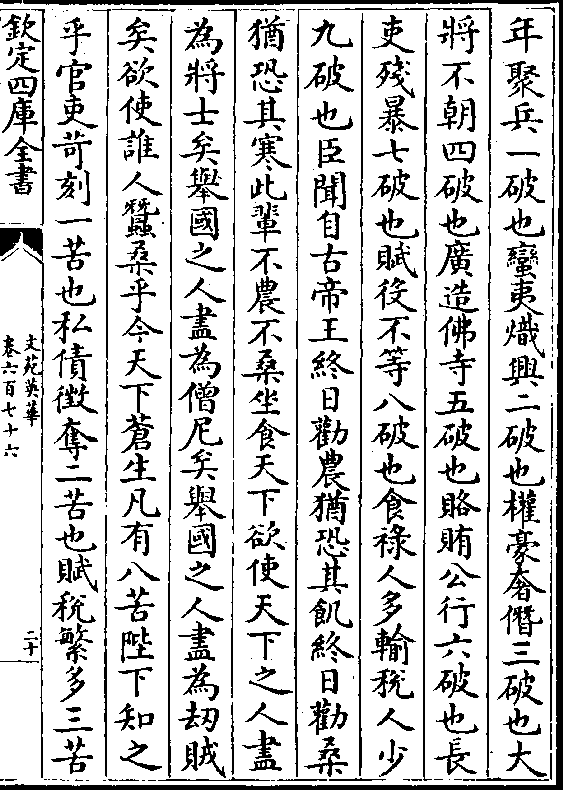 年聚兵一破也蠻夷熾興二破也權豪奢僭三破也大
將不朝四破也廣造佛寺五破也賂賄公行六破也長
吏殘暴七破也賦役不等八破也食祿人多輸税人少
九破也臣聞自古帝王終日勸農猶恐其飢終日勸桑
猶恐其寒此輩不農不桑坐食天下欲使天下之人盡
為將士矣舉國之人盡為僧尼矣舉國之人盡為刼賊
矣欲使誰人蠶桑乎今天下蒼生凡有八苦陛下知之
乎官吏苛刻一苦也私債徴奪二苦也賦税繁多三苦
欽定四庫全書
文苑英華
卷六百七十六
二十